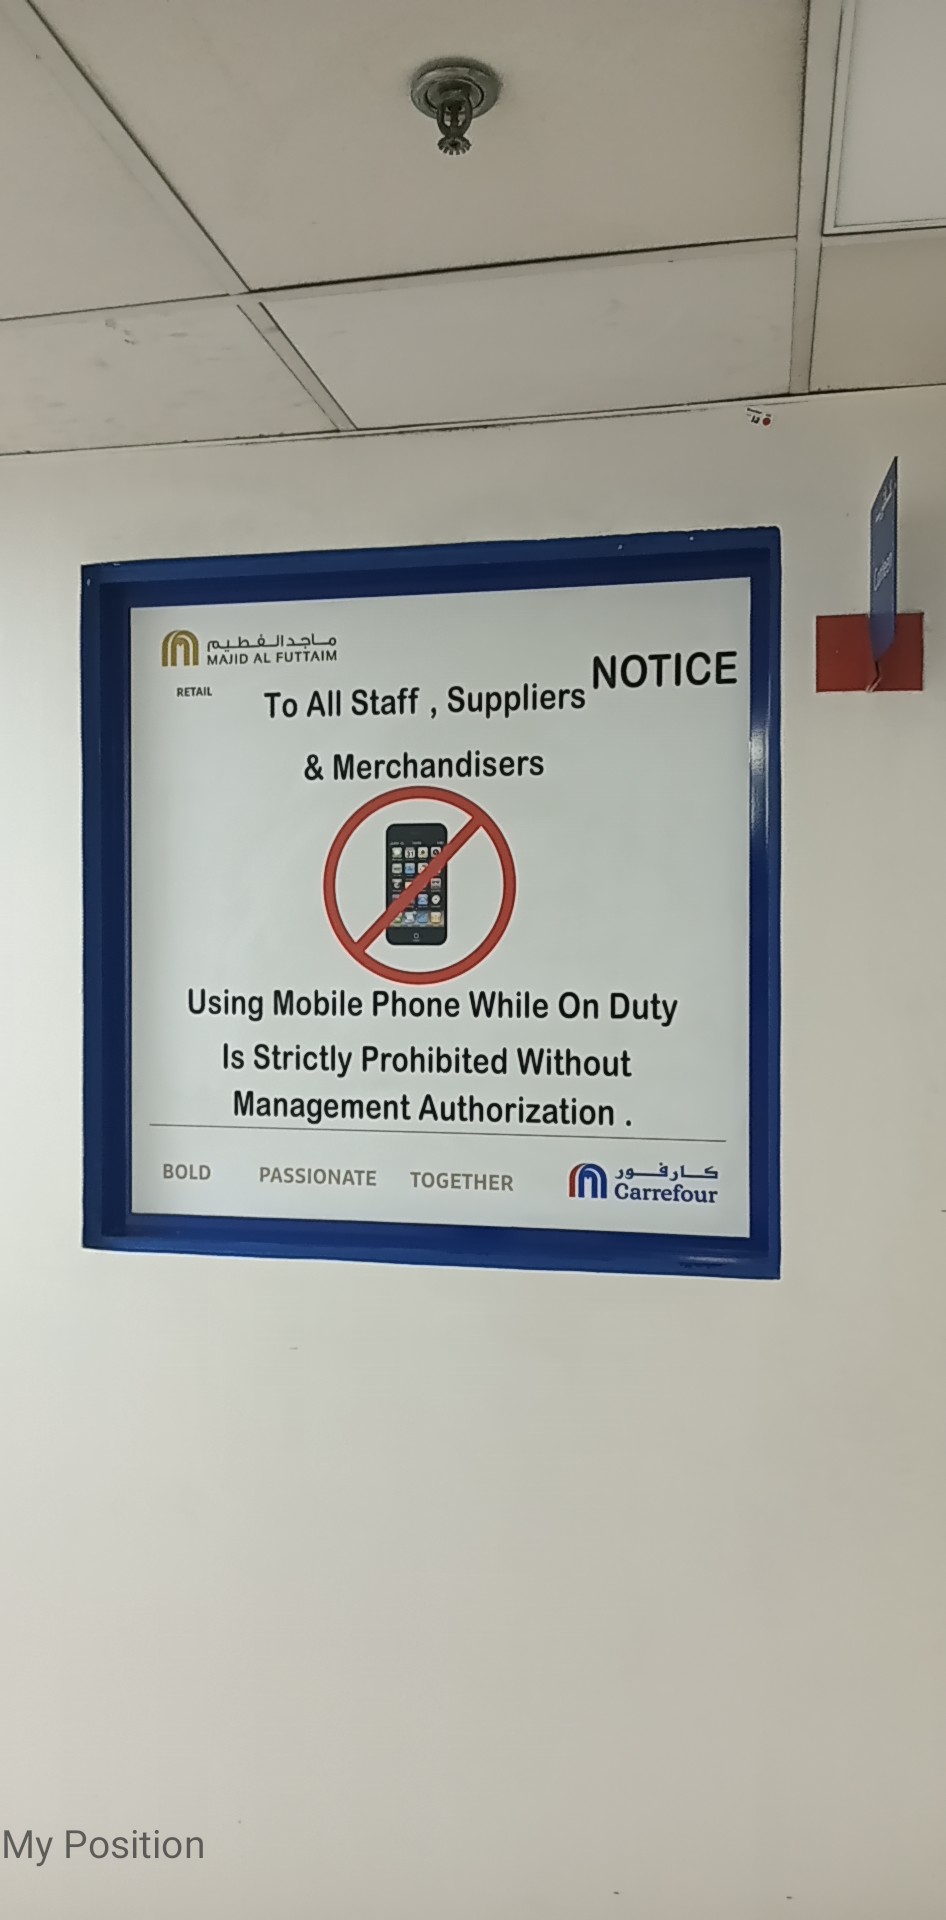 ماجد الفطيم
MAJID AL FUTTAIM
RETAIL
NOTICE
To All Staff , Suppliers
& Merchandisers
Using Mobile Phone While On Duty
Is Strictly Prohibited Without
Management Authorization .
BOLD PASSIONATE TOGETHER
كارفور
Carrefour
Canteen
My Position